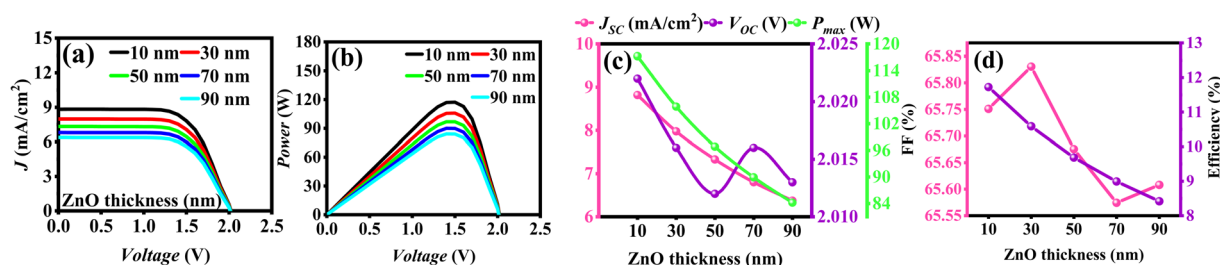 (a)
10 nm 30 nm
50 nm 70 nm
90 nm
15
12
9
6
3
0
J (mA/cm²)
ZnO thickness (nm)
0.0 0.5 1.0 1.5 2.0 2.5
Voltage (V)
(b)
10 nm 30 nm
50 nm 70 nm
90 nm
180
150
120
90
60
30
0
Power (W)
0.0 0.5 1.0 1.5 2.0 2.5
Voltage (V)
J_SC (mA/cm²) V_OC (V) P_max (W)
(c)
10
9
8
7
6
2.025
2.020
2.015
2.010
120
114
108
102
96
90
84
10 30 50 70 90
ZnO thickness (nm)
(d)
65.85
65.80
65.75
65.70
65.65
65.60
65.55
FF (%)
13
12
11
10
9
8
Efficiency (%)
10 30 50 70 90
ZnO thickness (nm)